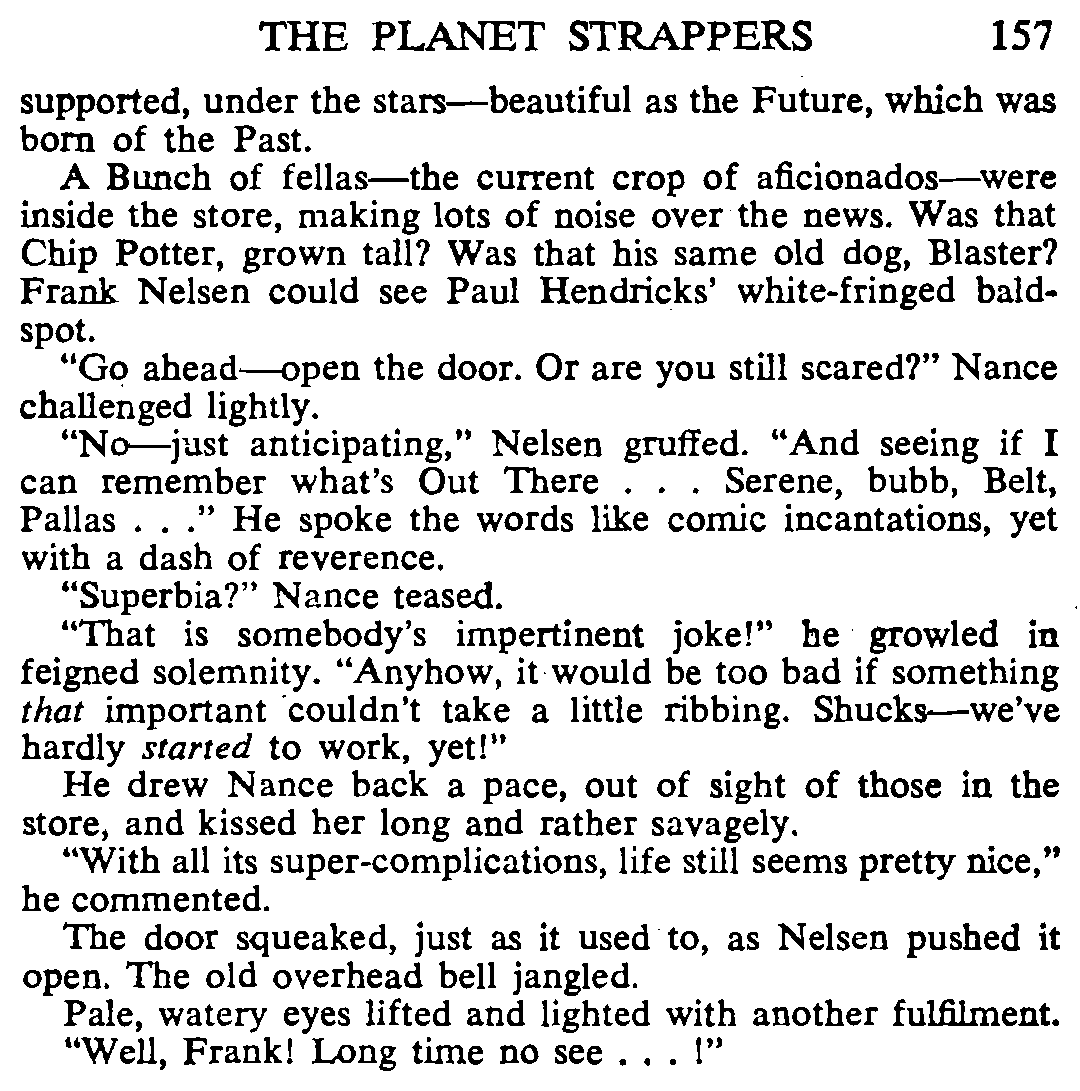 THE PLANET STRAPPERS 157
supported, under the stars—beautiful as the Future, which was
born of the Past.
A Bunch of fellas—the current crop of aficionados—were
inside the store, making lots of noise over the news. Was that
Chip Potter, grown tall? Was that his same old dog, Blaster?
Frank Nelsen could see Paul Hendricks’ white-fringed bald-
spot.
“Go ahead—open the door. Or are you still scared?” Nance
challenged lightly.
“No—just anticipating,” Nelsen gruffed. “And seeing if I
can remember what’s Out There . . . Serene, bubb, Belt,
Pallas . . .” He spoke the words like comic incantations, yet
with a dash of reverence.
“Superbia?” Nance teased.
“That is somebody’s impertinent joke!” he growled in
feigned solemnity. “Anyhow, it would be too bad if something
that important couldn’t take a little ribbing. Shucks—we’ve
hardly started to work, yet!”
He drew Nance back a pace, out of sight of those in the
store, and kissed her long and rather savagely.
“With all its super-complications, life still seems pretty nice,”
he commented.
The door squeaked, just as it used to, as Nelsen pushed it
open. The old overhead bell jangled.
Pale, watery eyes lifted and lighted with another fulfilment.
“Well, Frank! Long time no see . . . !”